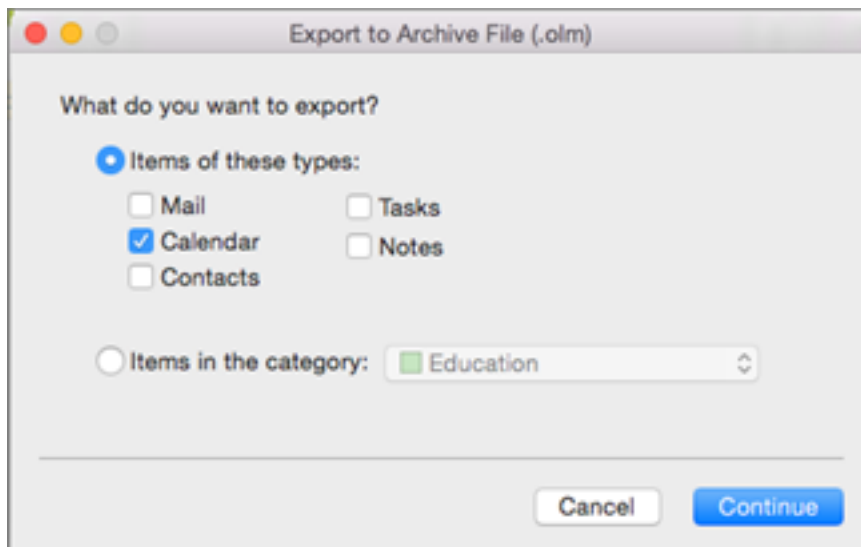 Export to Archive File (.olm)
What do you want to export?
Items of these types:
Mail
Tasks
Calendar
Notes
Contacts
Items in the category:
Education
Cancel
Continue